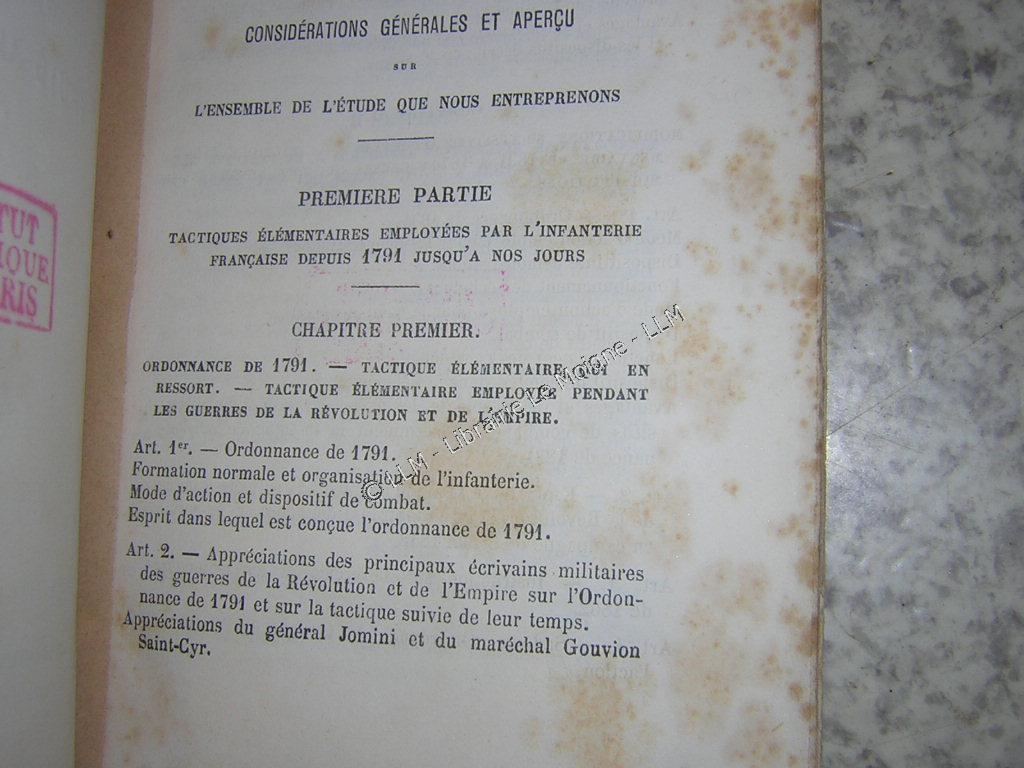 CONSIDÉRATIONS GÉNÉRALES ET APERÇU
SUR
L'ENSEMBLE DE L'ÉTUDE QUE NOUS ENTREPRENONS
PREMIERE PARTIE
TACTIQUES ÉLÉMENTAIRES EMPLOYÉES PAR L'INFANTERIE
FRANÇAISE DEPUIS 1791 JUSQU'A NOS JOURS
CHAPITRE PREMIER.
ORDONNANCE DE 1791. — TACTIQUE ÉLÉMENTAIRE QUI EN
RESSORT. — TACTIQUE ÉLÉMENTAIRE EMPLOYÉE PENDANT
LES GUERRES DE LA RÉVOLUTION ET DE L'EMPIRE.
Art. 1er. — Ordonnance de 1791.
Formation normale et organisation de l'infanterie.
Mode d'action et dispositif de combat.
Esprit dans lequel est conçue l'ordonnance de 1791.
Art. 2. — Appréciations des principaux écrivains militaires
des guerres de la Révolution et de l'Empire sur l'Ordon-
nance de 1791 et sur la tactique suivie de leur temps.
Appréciations du général Jomini et du maréchal Gouvion
Saint-Cyr.
TUT
IQUE
RIS
© LLM - Librairie Le Moigne - LLM